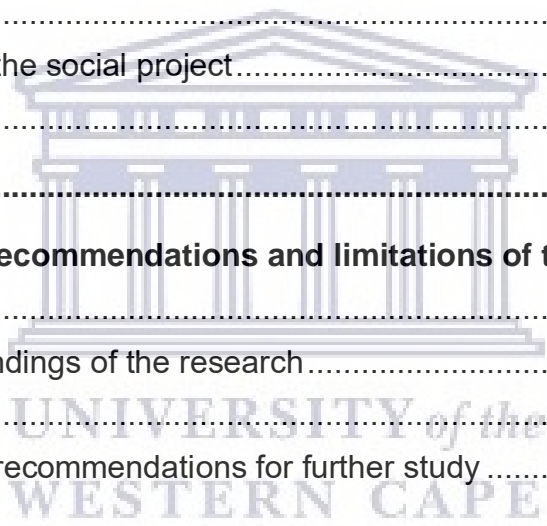 ................................................
the social project................................
................................................
................................................
ecommendations and limitations of t
................................................
ndings of the research...........................
UNIVERSITY of the
................................................
recommendations for further study.......
WESTERN CAPE